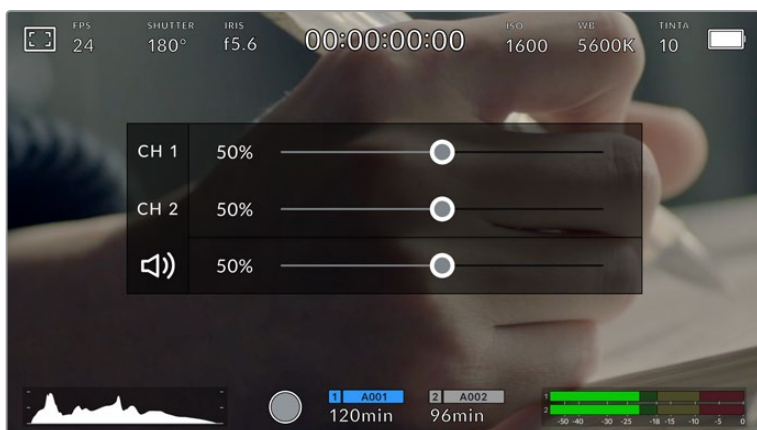 FPS SHUTTER IRIS 00:00:00:00 ISO WB TINTA
24 180° f5.6 1600 5600K 10
CH 1 50%
CH 2 50%
50%
1 A001 2 A002
120min 96min
1
2
-50 -40 -30 -25 -18 -15 -10 -5 0